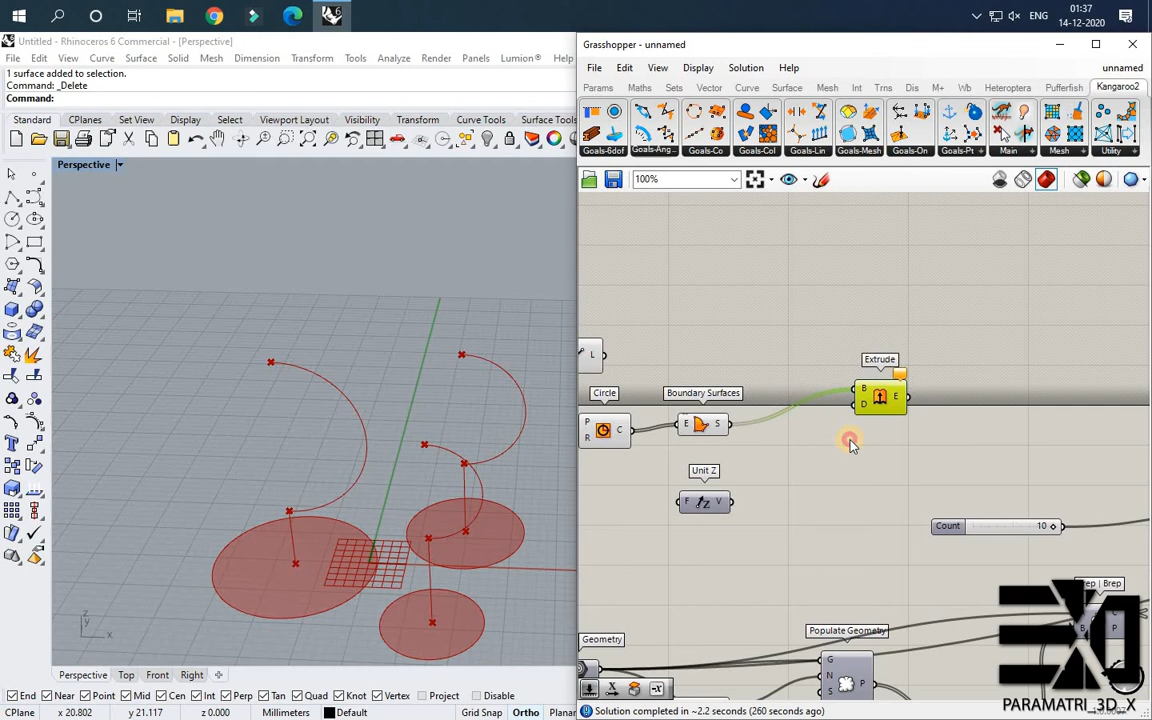 01:37
ENG
14-12-2020
Untitled - Rhinoceros 6 Commercial - [Perspective]
File Edit View Curve Surface Solid Mesh Dimension Transform Tools Analyze Render Panels Lumion® F
1 surface added to selection.
Command: _Delete
Command:
Standard CPlanes Set View Display Select Viewport Layout Visibility Transform Curve Tools Surface Tools
Perspective
z
y
x
Perspective Top Front Right
End Near Point Mid Cen Int Perp Tan Quad Knot Vertex Project Disable
CPlane x 20.802 y 21.117 z 0.000 Millimeters Default Grid Snap Ortho Planar
Grasshopper - unnamed
File Edit View Display Solution Help unnamed
Params Maths Sets Vector Curve Surface Mesh Int Trns Dis M+ Wb Heteroptera Pufferfish Kangaroo2
Goals-6dof Goals-Ang Goals-Co Goals-Col Goals-Lin Goals-Mesh Goals-On Goals-Pt Main Mesh Utility
100%
Extrude
L
B
D
E
Circle
Boundary Surfaces
P
R
C
E S
Unit Z
F Z V
Count 10
Brep | Brep
B
C
P
Geometry
Populate Geometry
G
N
S
P
Solution completed in ~2.2 seconds (260 seconds ago)
PARAMATRI_3D_X